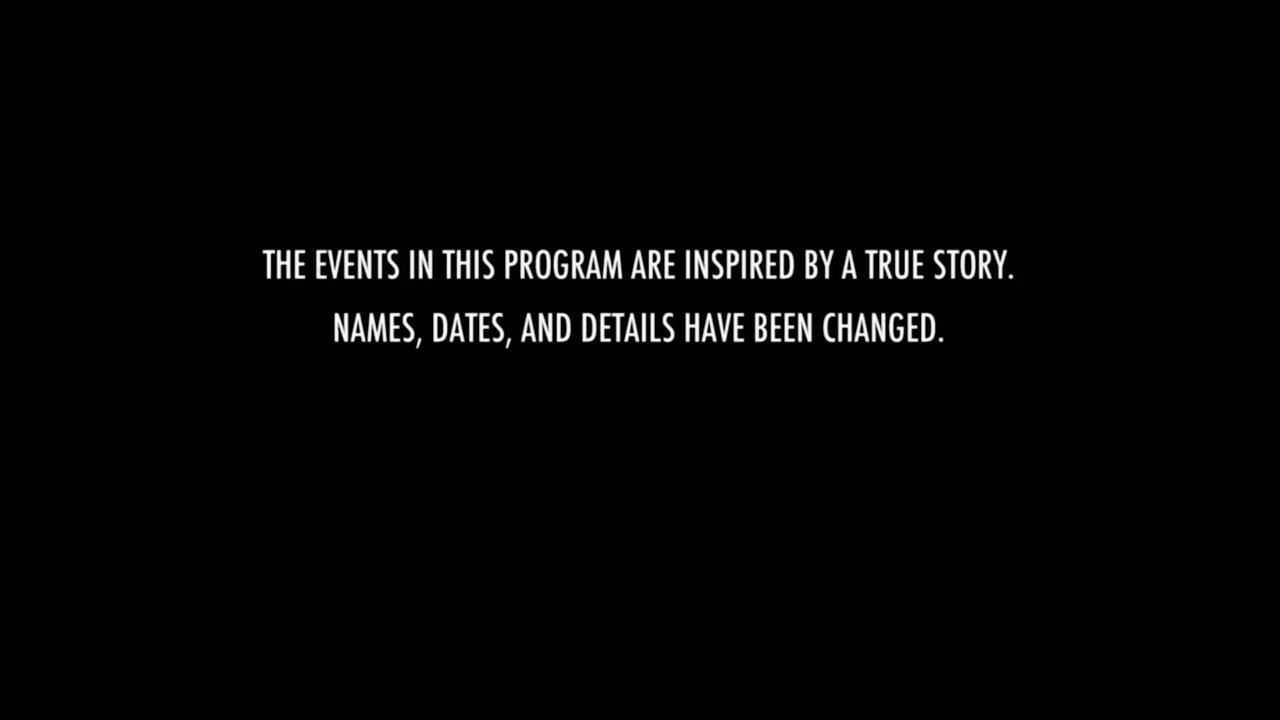 THE EVENTS IN THIS PROGRAM ARE INSPIRED BY A TRUE STORY.
NAMES, DATES, AND DETAILS HAVE BEEN CHANGED.